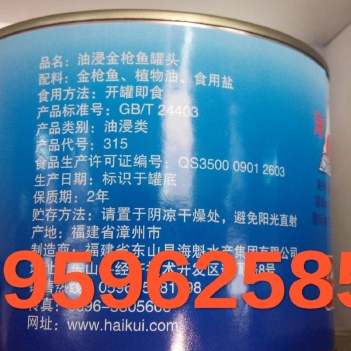 品名：油浸金枪鱼罐头
配料：金枪鱼、植物油、食用盐
食用方法：开罐即食
产品标准号：GB/T 24403
产品类别：油浸类
产品代号：315
食品生产许可证编号：QS3500 0901 2603
生产日期：标识于罐底
保质期：2年
贮存方法：请置于阴凉干燥处，避免阳光直射
产地：福建省漳州市
制造商：福建省东山县海魁水产集团有限公司
95962585
网址：www.haikui.com
海